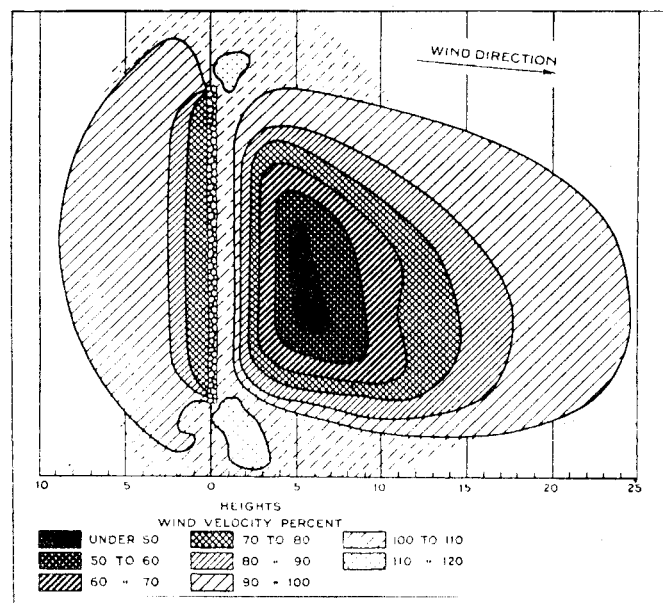 WIND DIRECTION
10 5 0 5 10 15 20 25
HEIGHTS
WIND VELOCITY PERCENT
UNDER 50 70 TO 80 100 TO 110
50 TO 60 80 " 90 110 " 120
60 " 70 90 " 100